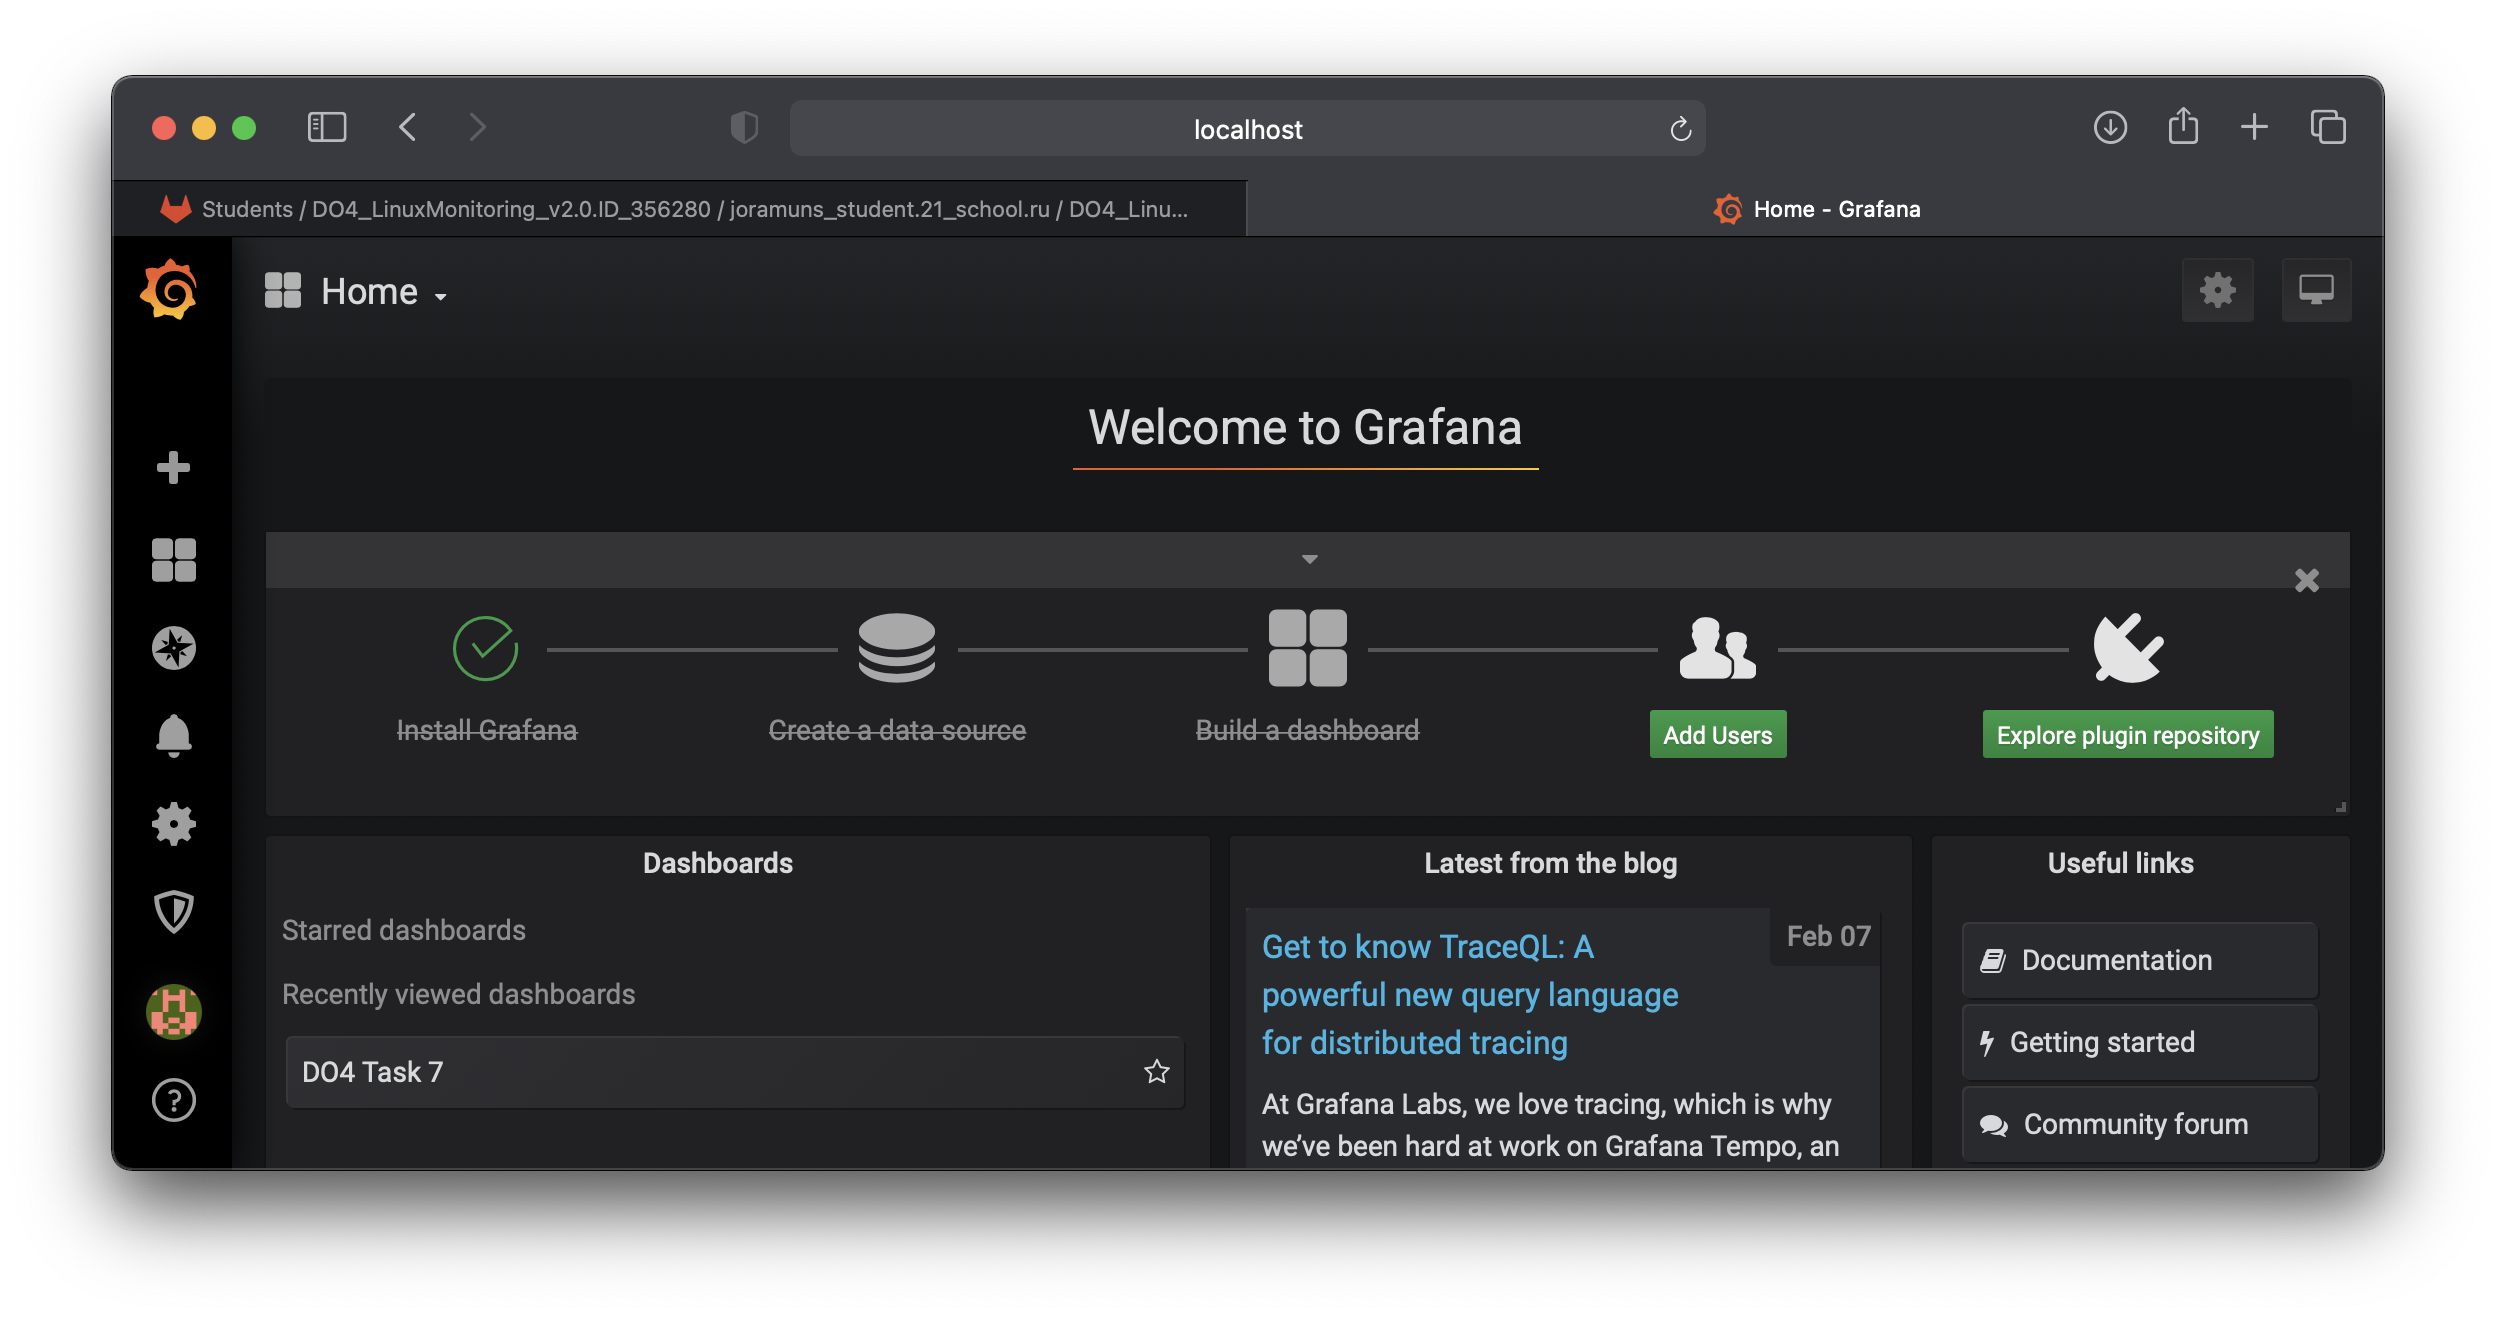 localhost
Students / DO4_LinuxMonitoring_v2.0.ID_356280 / joramuns_student.21_school.ru / DO4_Linu...
Home - Grafana
Home
Welcome to Grafana
Install Grafana
Create a data source
Build a dashboard
Add Users
Explore plugin repository
Dashboards
Starred dashboards
Recently viewed dashboards
DO4 Task 7
Latest from the blog
Feb 07
Get to know TraceQL: A
powerful new query language
for distributed tracing
At Grafana Labs, we love tracing, which is why
we’ve been hard at work on Grafana Tempo, an
Useful links
Documentation
Getting started
Community forum